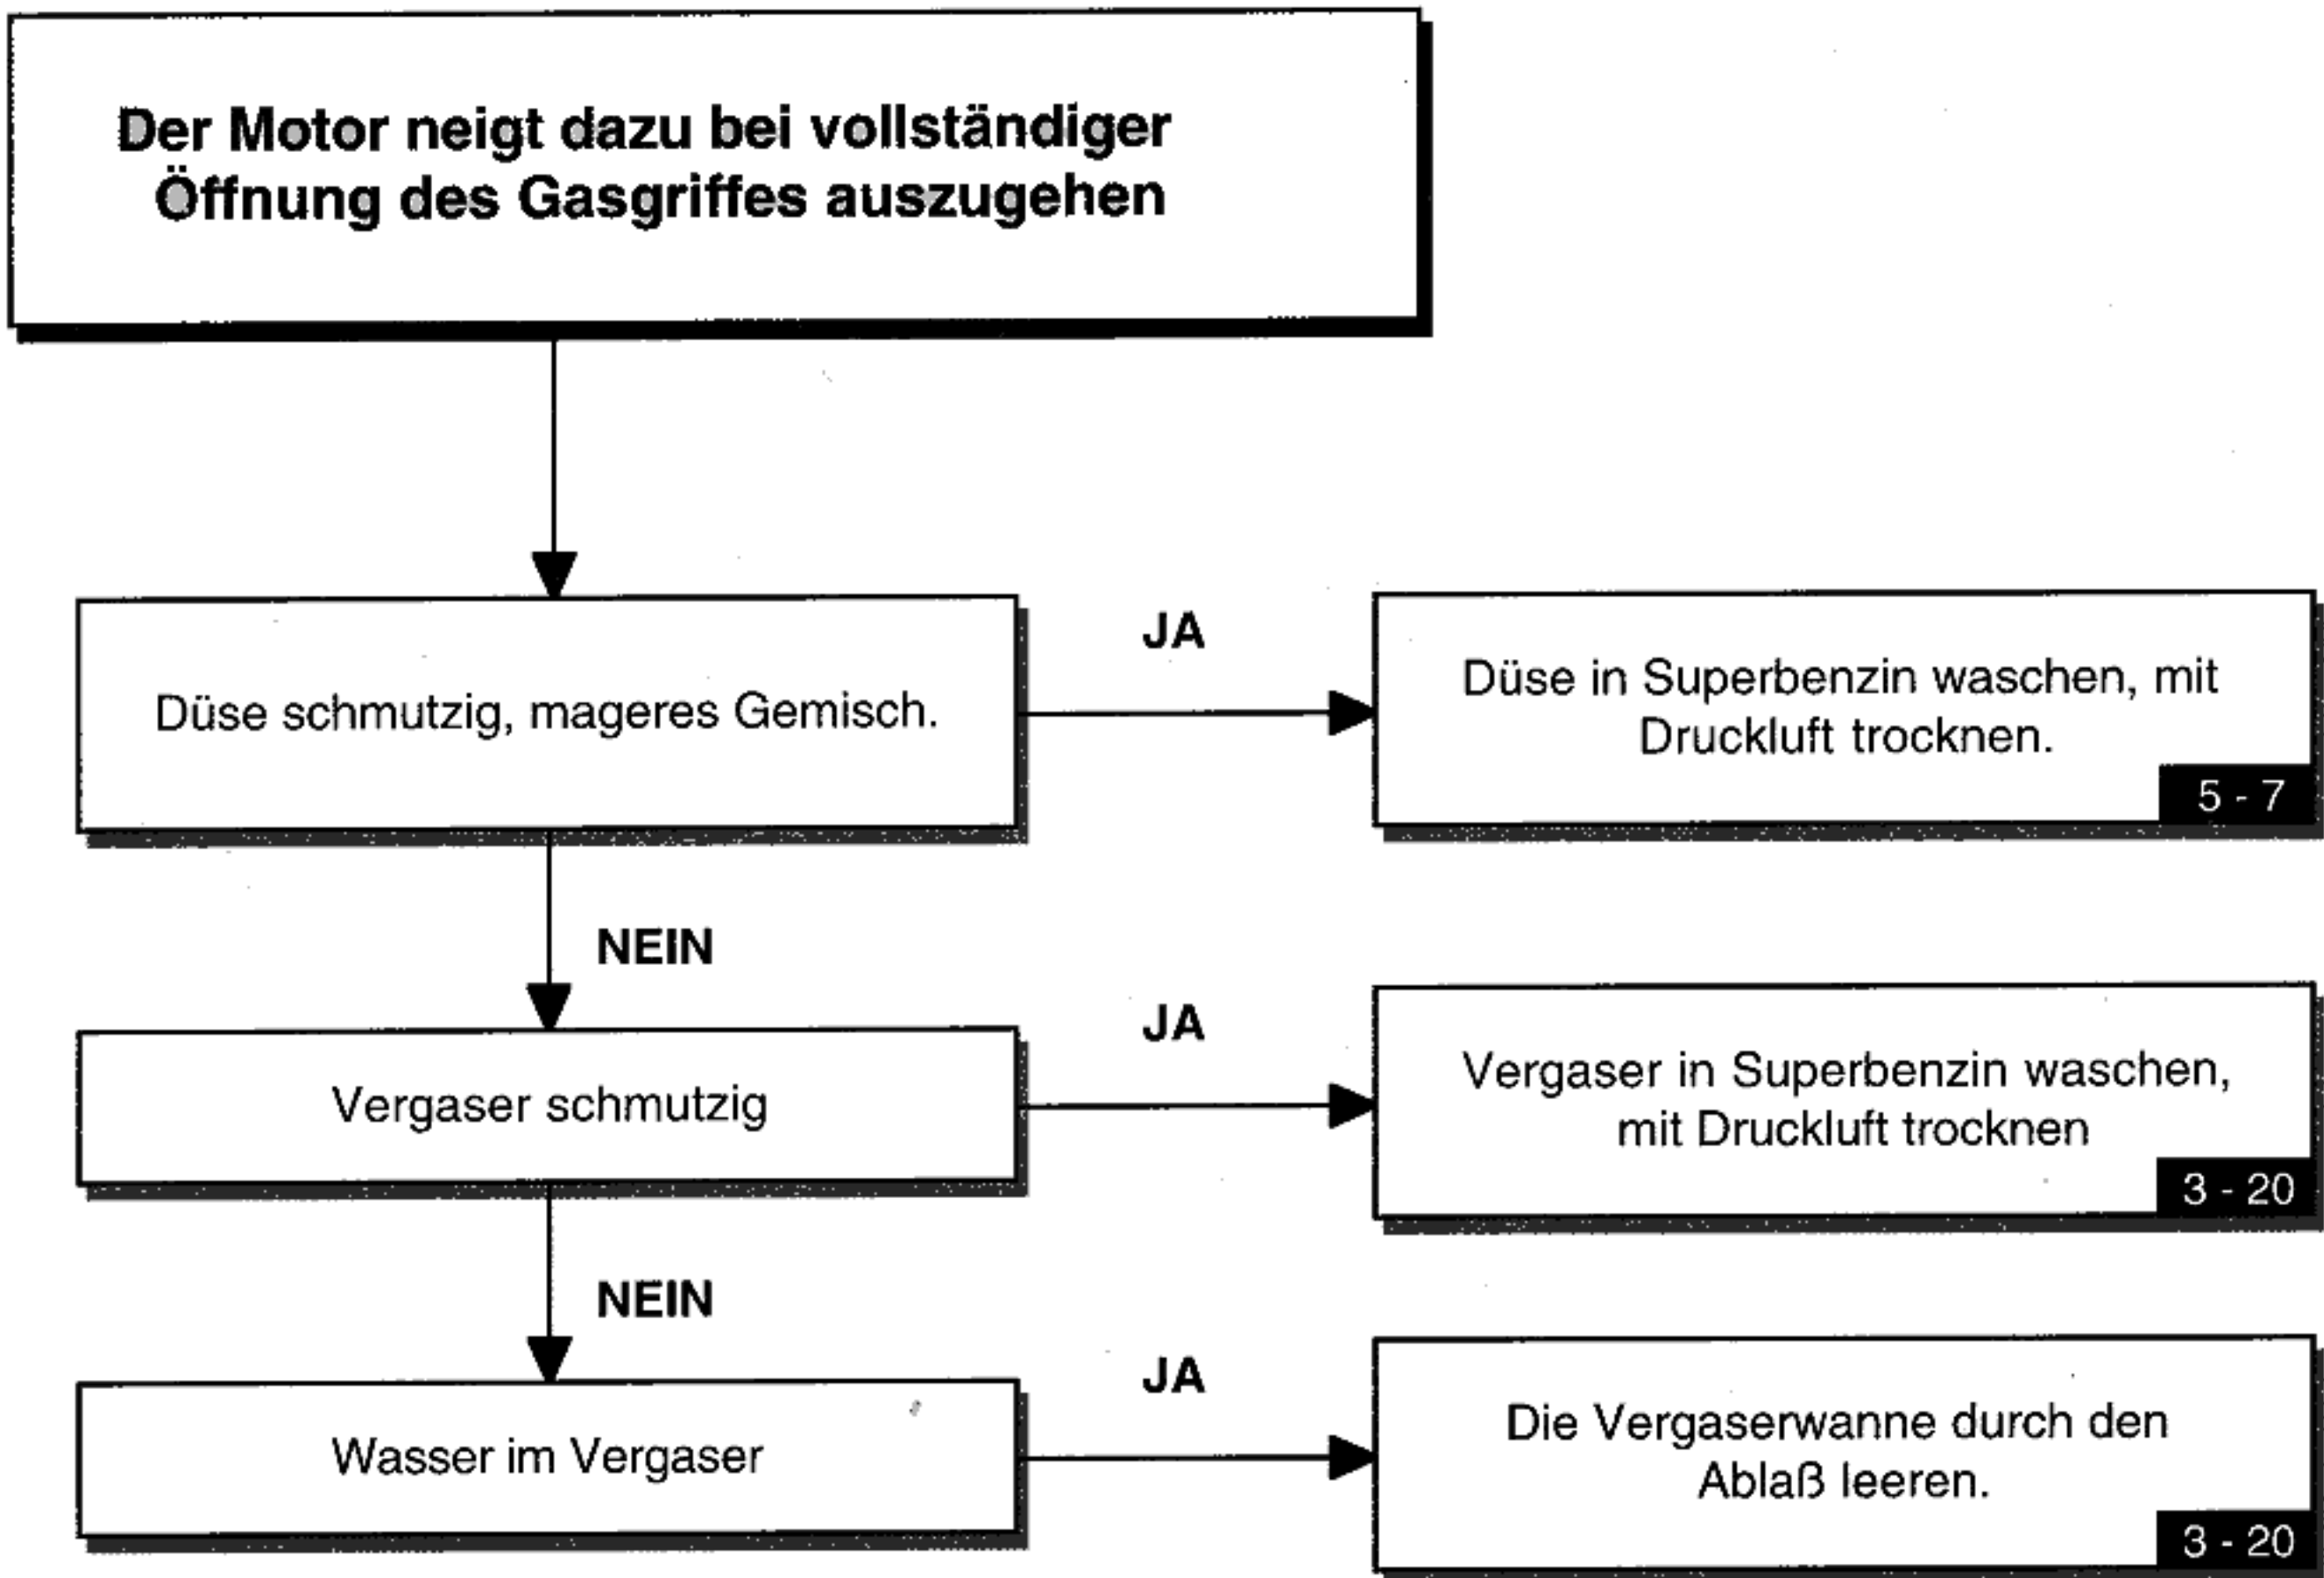 Der Motor neigt dazu bei vollständiger
Öffnung des Gasgriffes auszugehen
Düse schmutzig, mageres Gemisch.
JA
Düse in Superbenzin waschen, mit
Druckluft trocknen.
5 - 7
NEIN
Vergaser schmutzig
JA
Vergaser in Superbenzin waschen,
mit Druckluft trocknen
3 - 20
NEIN
Wasser im Vergaser
JA
Die Vergaserwanne durch den
Ablaß leeren.
3 - 20